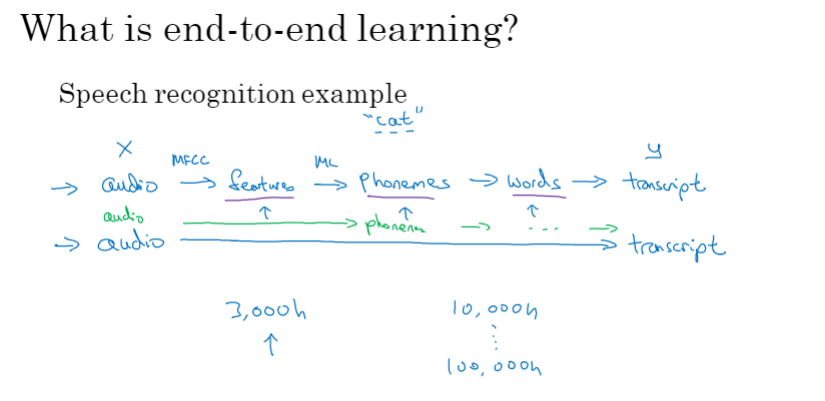 What is end-to-end learning?
Speech recognition example
"cat"
X MFCC ML y
→ audio → features → phonemes → words → transcript
audio → phonem → ... →
→ audio → transcript
3,000h 10,000h
↑ ⋮
100,000h